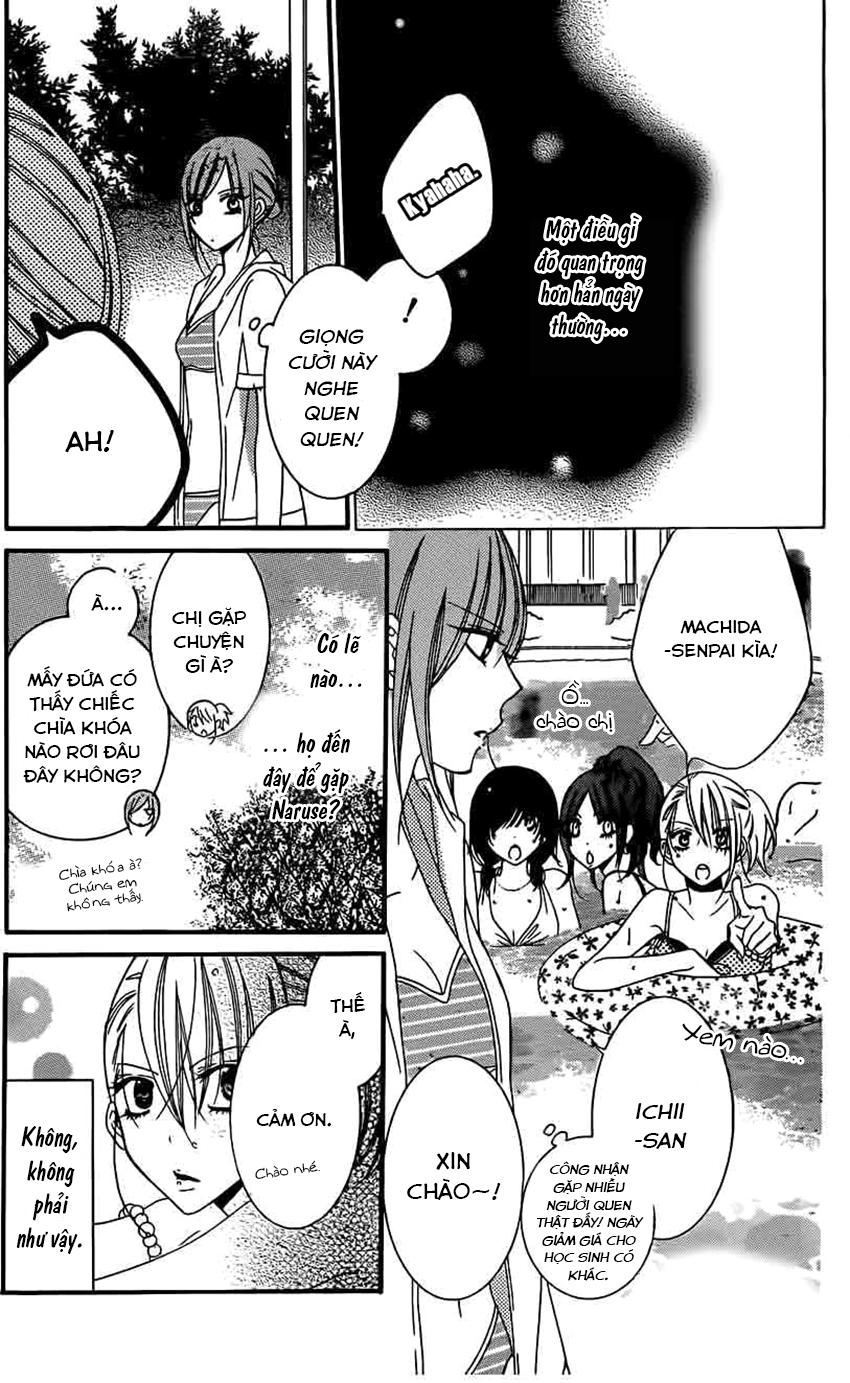 Một điều gì
đó quan trọng
hơn hẳn ngày
thường...
Kyahaha.
!
GIỌNG
CƯỜI NÀY
NGHE
QUEN
QUEN!
AH!
MACHIDA
-SENPAI KÌA!
Ồ...
chào chị
Xem nào...
ICHII
-SAN
CÔNG NHẬN
GẶP NHIỀU
NGƯỜI QUEN
THẬT ĐẤY! NGÀY
GIẢM GIÁ CHO
HỌC SINH CÓ
KHÁC.
XIN
CHÀO~!
Có lẽ
nào...
... họ đến
đây để gặp
Naruse?
CHỊ GẶP
CHUYỆN
GÌ À?
À...
MẤY ĐỨA CÓ
THẤY CHIẾC
CHÌA KHÓA
NÀO RƠI ĐÂU
ĐÂY KHÔNG?
Chìa khóa à?
Chúng em
không thấy.
THẾ
À,
CẢM ƠN.
Chào nhé.
Không,
không
phải
như vậy.